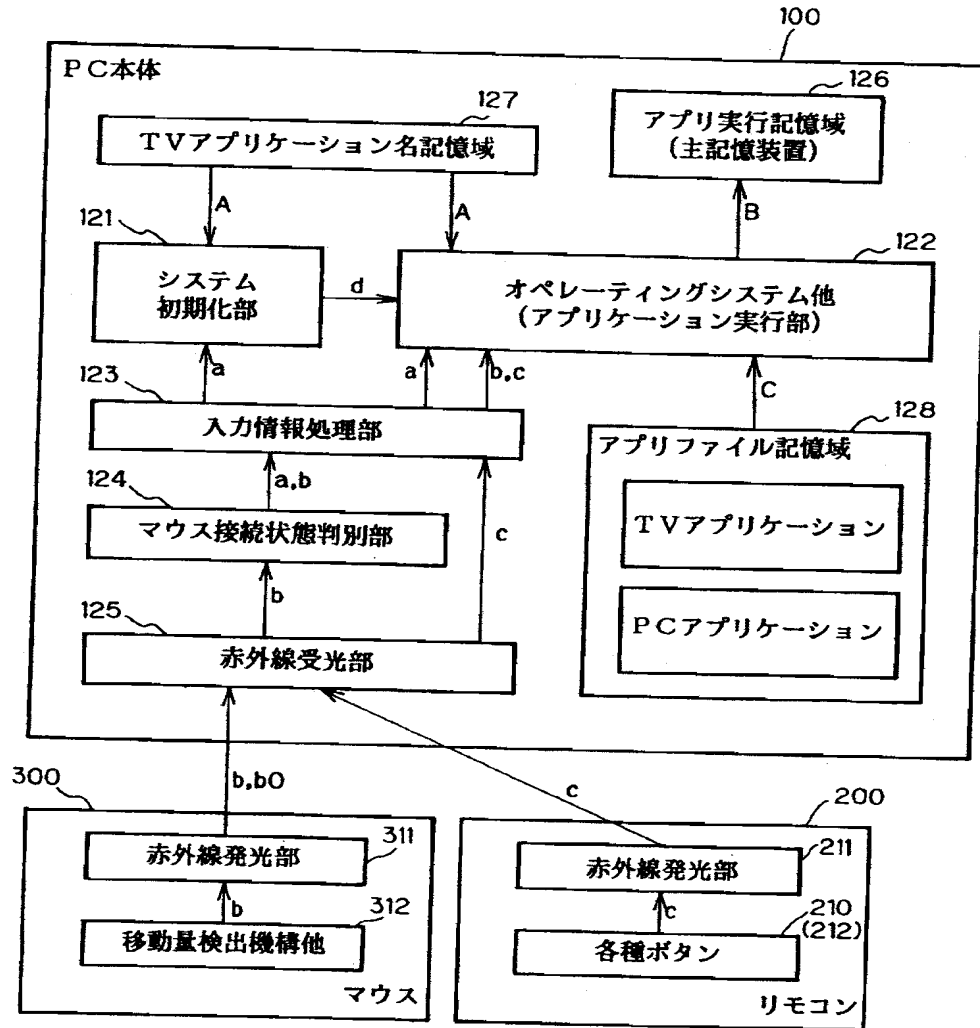 100
PC本体
126
127
アプリ実行記憶域
(主記憶装置)
TVアプリケーション名記憶域
A
A
B
121
122
システム
初期化部
d
オペレーティングシステム他
(アプリケーション実行部)
a
a
b,c
C
123
128
入力情報処理部
アプリファイル記憶域
a,b
124
TVアプリケーション
マウス接続状態判別部
c
b
PCアプリケーション
125
赤外線受光部
b,b0
c
300
200
赤外線発光部
311
赤外線発光部
211
b
c
312
210
(212)
移動量検出機構他
各種ボタン
マウス
リモコン